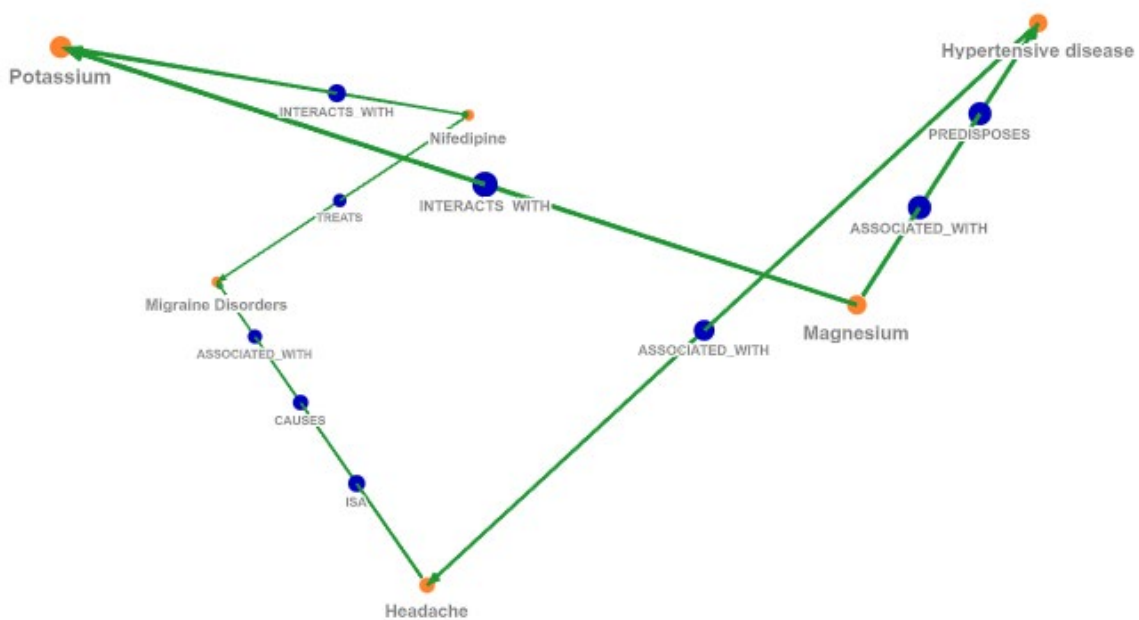 Hypertensive disease
Potassium
INTERACTS_WITH
Nifedipine
PREDISPOSES
TREATS
INTERACTS_WITH
ASSOCIATED_WITH
Migraine Disorders
Magnesium
ASSOCIATED_WITH
ASSOCIATED_WITH
CAUSES
ISA
Headache